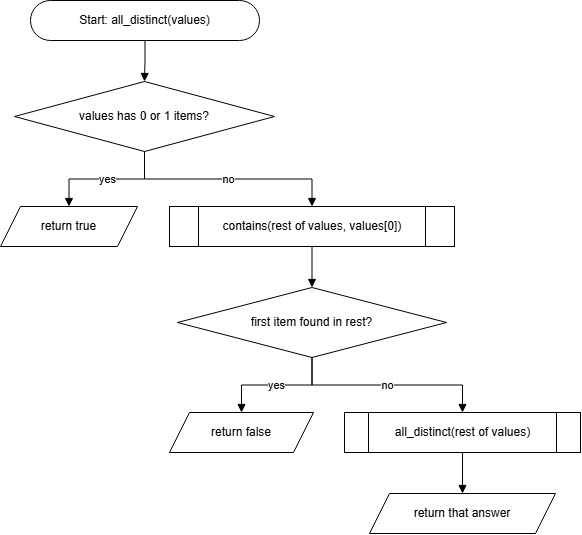 Start: all_distinct(values)
values has 0 or 1 items?
yes
no
return true
contains(rest of values, values[0])
first item found in rest?
yes
no
return false
all_distinct(rest of values)
return that answer